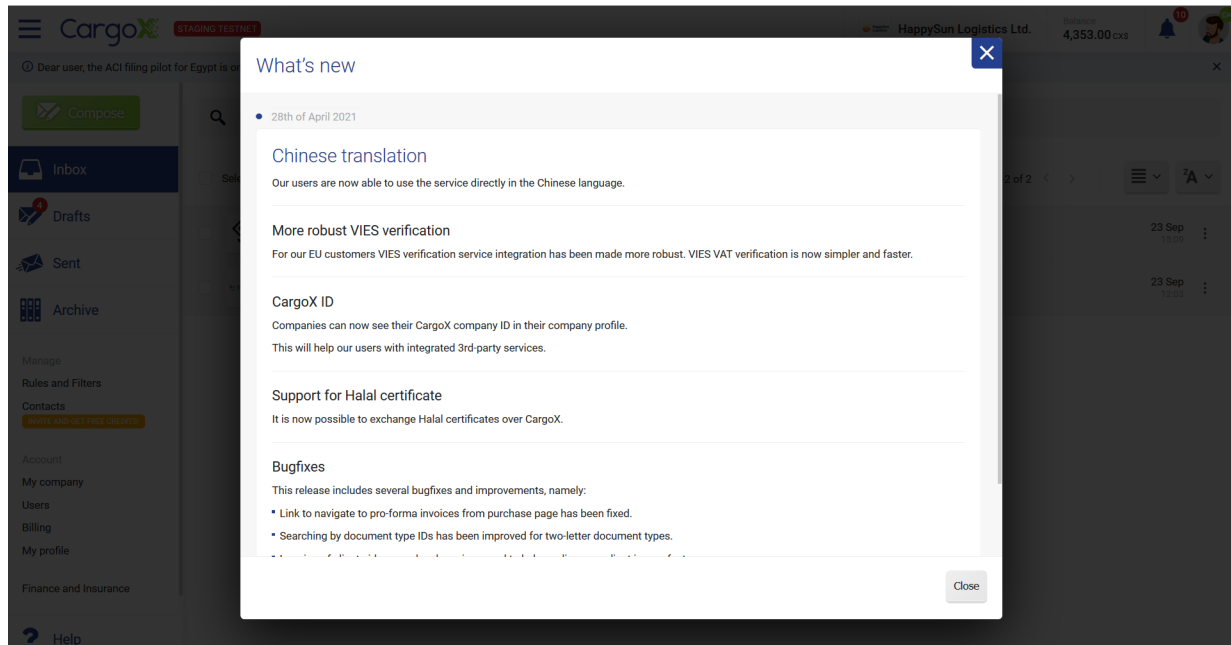 CargoX
STAGING TESTNET
HappySun Logistics Ltd.
Balance
4,353.00 CXS
10
Dear user, the ACI filing pilot for Egypt is
What's new
28th of April 2021
Chinese translation
Our users are now able to use the service directly in the Chinese language.
More robust VIES verification
For our EU customers VIES verification service integration has been made more robust. VIES VAT verification is now simpler and faster.
CargoX ID
Companies can now see their CargoX company ID in their company profile.
This will help our users with integrated 3rd-party services.
Support for Halal certificate
It is now possible to exchange Halal certificates over CargoX.
Bugfixes
This release includes several bugfixes and improvements, namely:
Link to navigate to pro-forma invoices from purchase page has been fixed.
Searching by document type IDs has been improved for two-letter document types.
Close
Compose
Inbox
4
Drafts
Sent
Archive
Manage
Rules and Filters
Contacts
INVITE AND GET FREE CREDITS!
Account
My company
Users
Billing
My profile
Finance and Insurance
Help
2 of 2
23 Sep
23 Sep
12:03